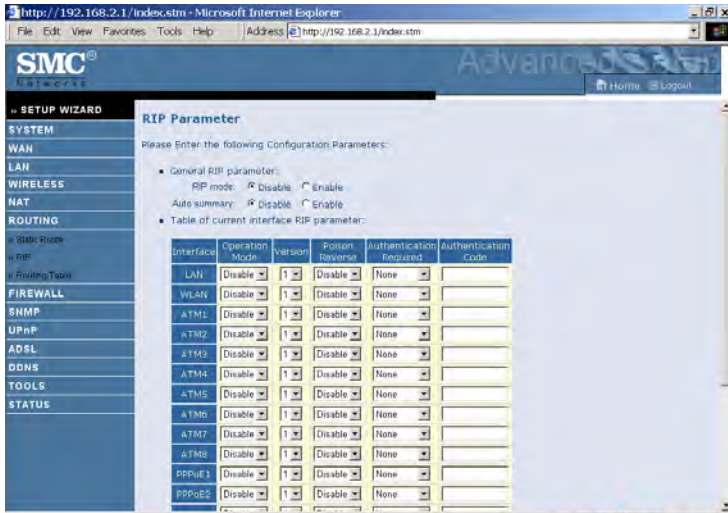 http://192.168.2.1/index.stm - Microsoft Internet Explorer
File Edit View Favorites Tools Help Address http://192.168.2.1/index.stm
SMC®
Networks
Advanced Setup
Home Logout
» SETUP WIZARD
SYSTEM
WAN
LAN
WIRELESS
NAT
ROUTING
» Static Route
» RIP
» Routing Table
FIREWALL
SNMP
UPnP
ADSL
DDNS
TOOLS
STATUS
RIP Parameter
Please Enter the following Configuration Parameters:
General RIP parameter:
RIP mode: Disable Enable
Auto summary: Disable Enable
Table of current interface RIP parameter:
Interface Operation Mode Version Poison Reverse Authentication Required Authentication Code
LAN Disable 1 Disable None
WLAN Disable 1 Disable None
ATM1 Disable 1 Disable None
ATM2 Disable 1 Disable None
ATM3 Disable 1 Disable None
ATM4 Disable 1 Disable None
ATM5 Disable 1 Disable None
ATM6 Disable 1 Disable None
ATM7 Disable 1 Disable None
ATM8 Disable 1 Disable None
PPPoE1 Disable 1 Disable None
PPPoE2 Disable 1 Disable None